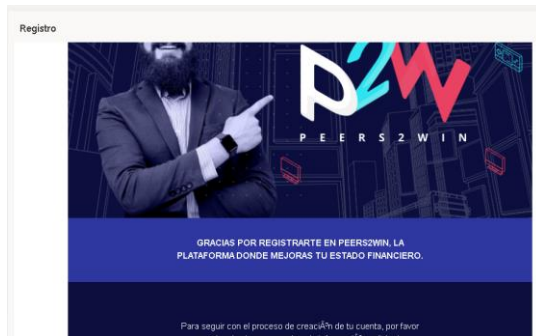 Registro
P2W
PEERS2WIN
GRACIAS POR REGISTRARTE EN PEERS2WIN, LA
PLATAFORMA DONDE MEJORAS TU ESTADO FINANCIERO.
Para seguir con el proceso de creaciÃ³n de tu cuenta, por favor